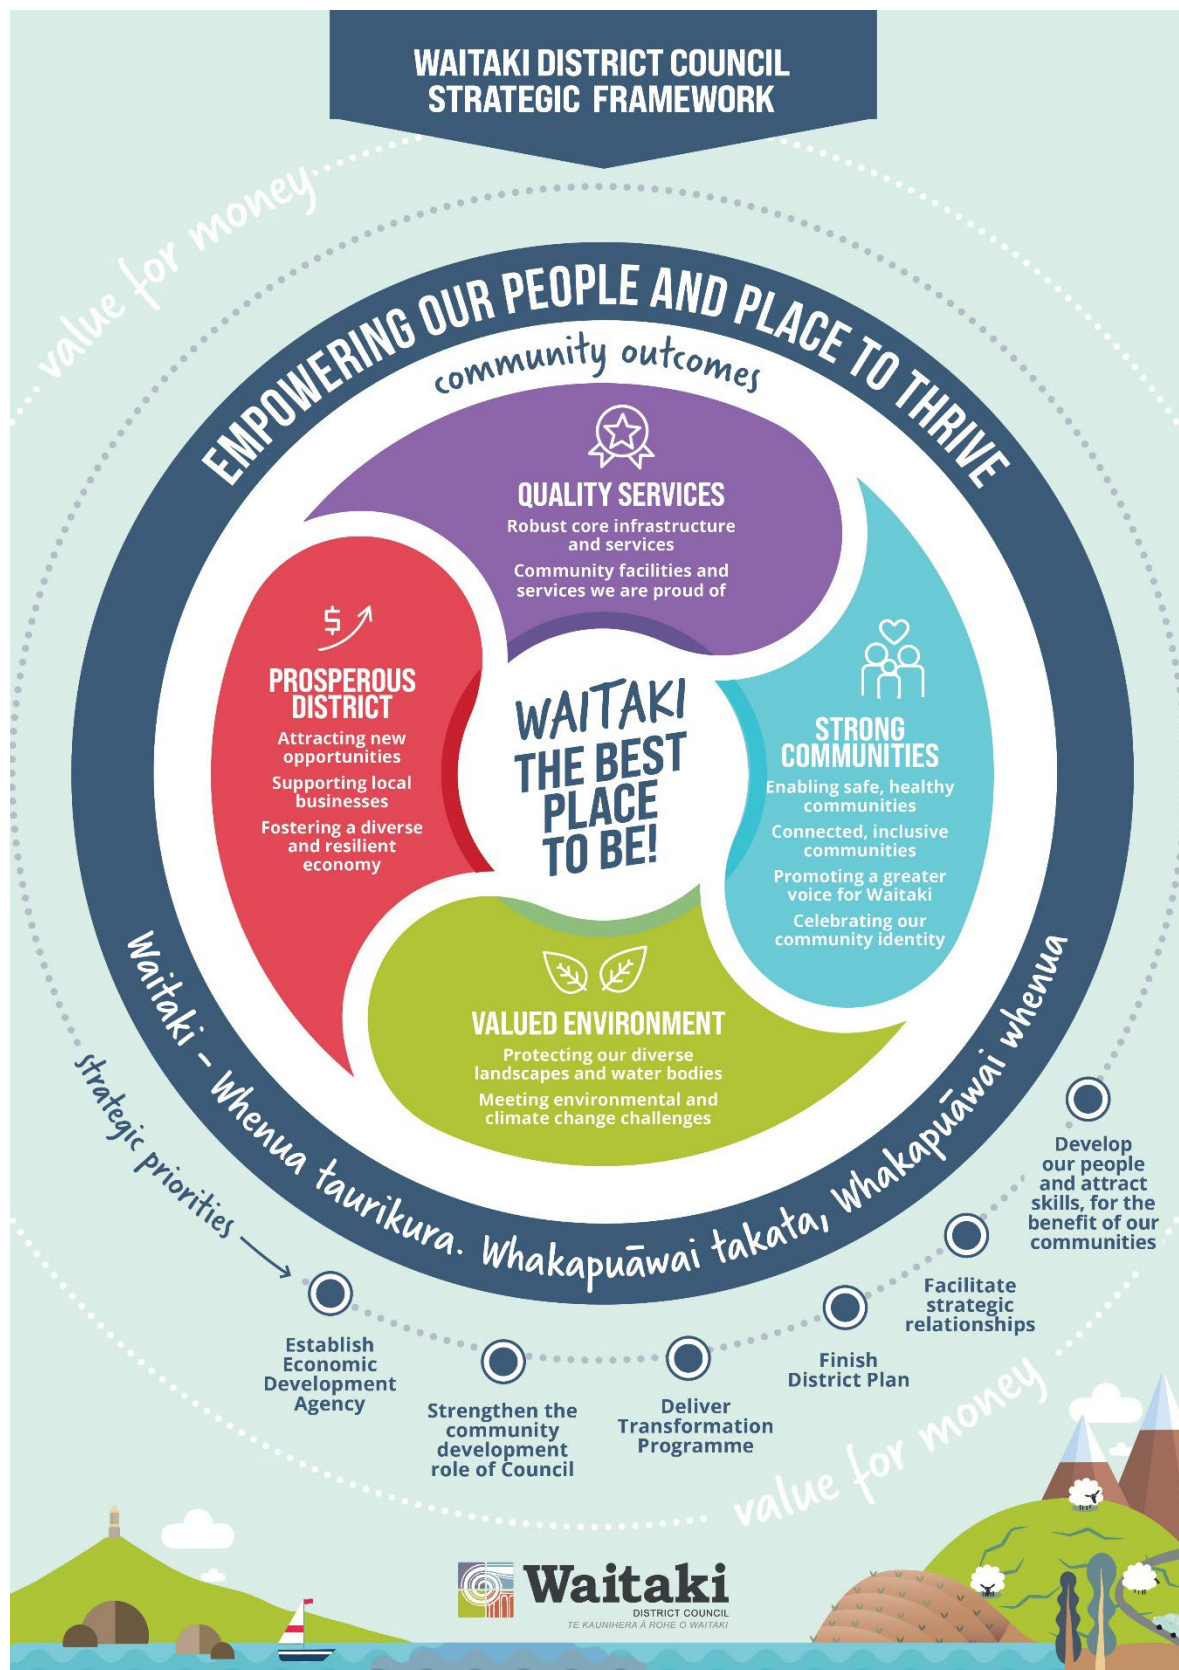 WAITAKI DISTRICT COUNCIL
STRATEGIC FRAMEWORK
value for money
EMPOWERING OUR PEOPLE AND PLACE TO THRIVE
community outcomes
QUALITY SERVICES
Robust core infrastructure
and services
Community facilities and
services we are proud of
PROSPEROUS
DISTRICT
Attracting new
opportunities
Supporting local
businesses
Fostering a diverse
and resilient
economy
WAITAKI
THE BEST
PLACE
TO BE!
STRONG
COMMUNITIES
Enabling safe, healthy
communities
Connected, inclusive
communities
Promoting a greater
voice for Waitaki
Celebrating our
community identity
VALUED ENVIRONMENT
Protecting our diverse
landscapes and water bodies
Meeting environmental and
climate change challenges
Waitaki - Whenua taurikura. Whakapuāwai takata, Whakapuāwai whenua
strategic priorities
Establish
Economic
Development
Agency
Strengthen the
community
development
role of Council
Deliver
Transformation
Programme
Finish
District Plan
Facilitate
strategic
relationships
Develop
our people
and attract
skills, for the
benefit of our
communities
value for money
Waitaki
DISTRICT COUNCIL
TE KAUNIHERA Ā ROHE O WAITAKI